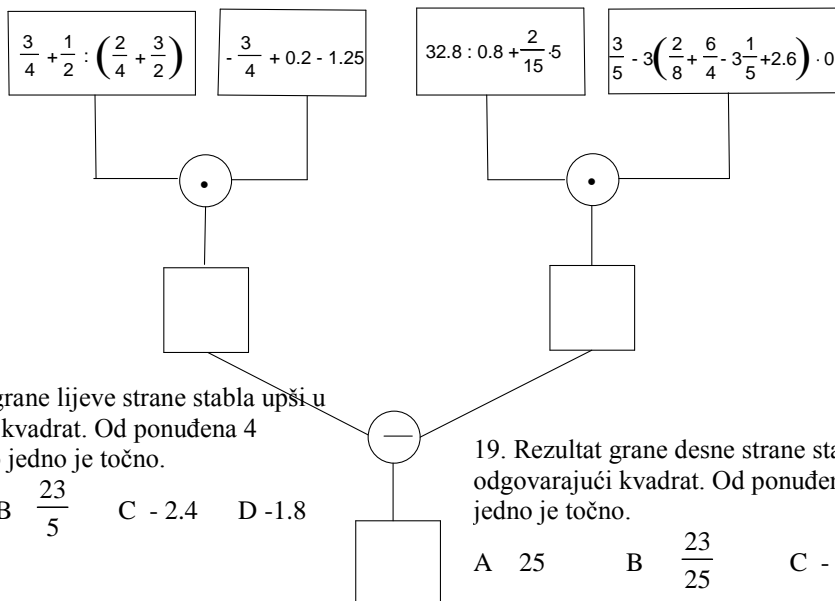 3/4 + 1/2 : (2/4 + 3/2)
- 3/4 + 0.2 - 1.25
32.8 : 0.8 + 2/15 · 5
3/5 - 3(2/8 + 6/4 - 3 1/5 + 2.6) · 0
·
·
grane lijeve strane stabla upši u
kvadrat. Od ponuđena 4
jedno je točno.
B 23/5 C - 2.4 D -1.8
—
19. Rezultat grane desne strane
odgovarajući kvadrat. Od
jedno je točno.
A 25 B 23/25 C -